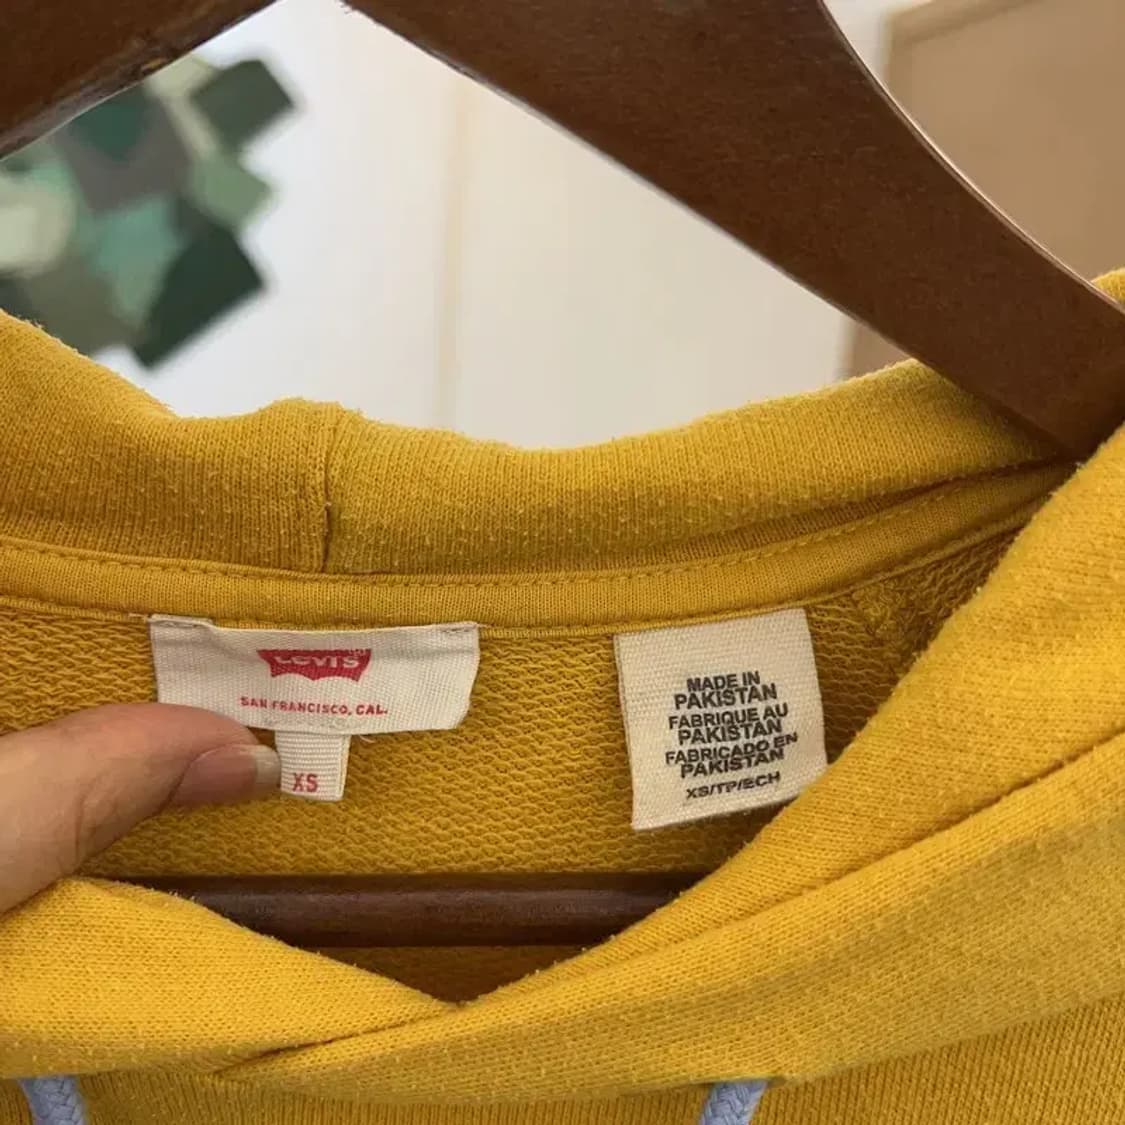 Levi's
SAN FRANCISCO, CAL.
XS
MADE IN
PAKISTAN
FABRIQUE AU
PAKISTAN
FABRICADO EN
PAKISTAN
XS/TP/ECH